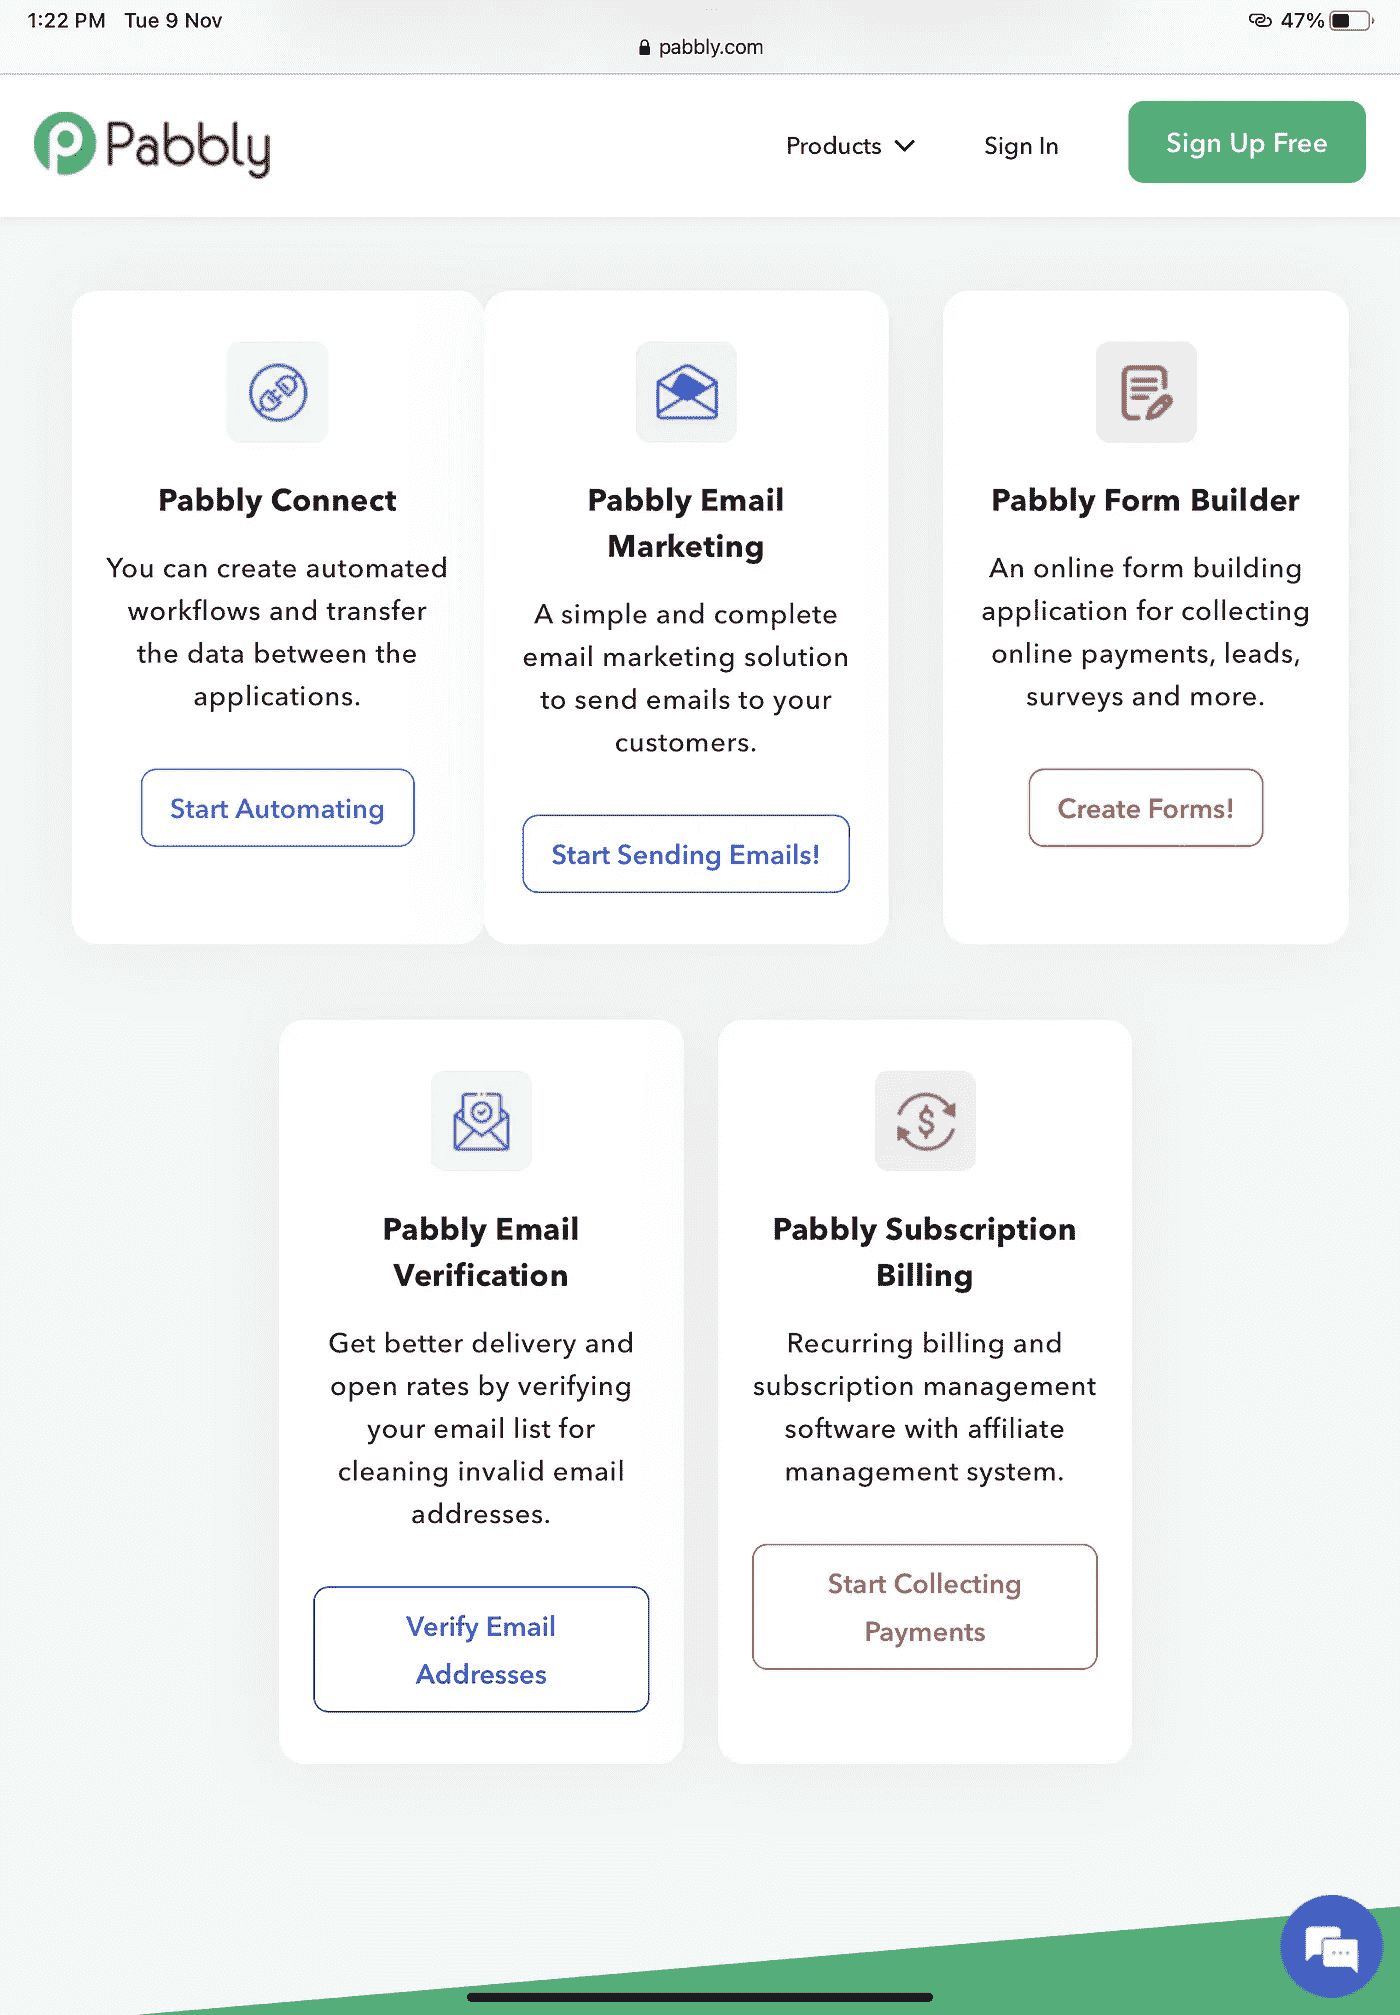 1:22 PM Tue 9 Nov
47%
pabbly.com
Pabbly
Products
Sign In
Sign Up Free
Pabbly Connect
You can create automated
workflows and transfer
the data between the
applications.
Start Automating
Pabbly Email
Marketing
A simple and complete
email marketing solution
to send emails to your
customers.
Start Sending Emails!
Pabbly Form Builder
An online form building
application for collecting
online payments, leads,
surveys and more.
Create Forms!
Pabbly Email
Verification
Get better delivery and
open rates by verifying
your email list for
cleaning invalid email
addresses.
Verify Email
Addresses
Pabbly Subscription
Billing
Recurring billing and
subscription management
software with affiliate
management system.
Start Collecting
Payments